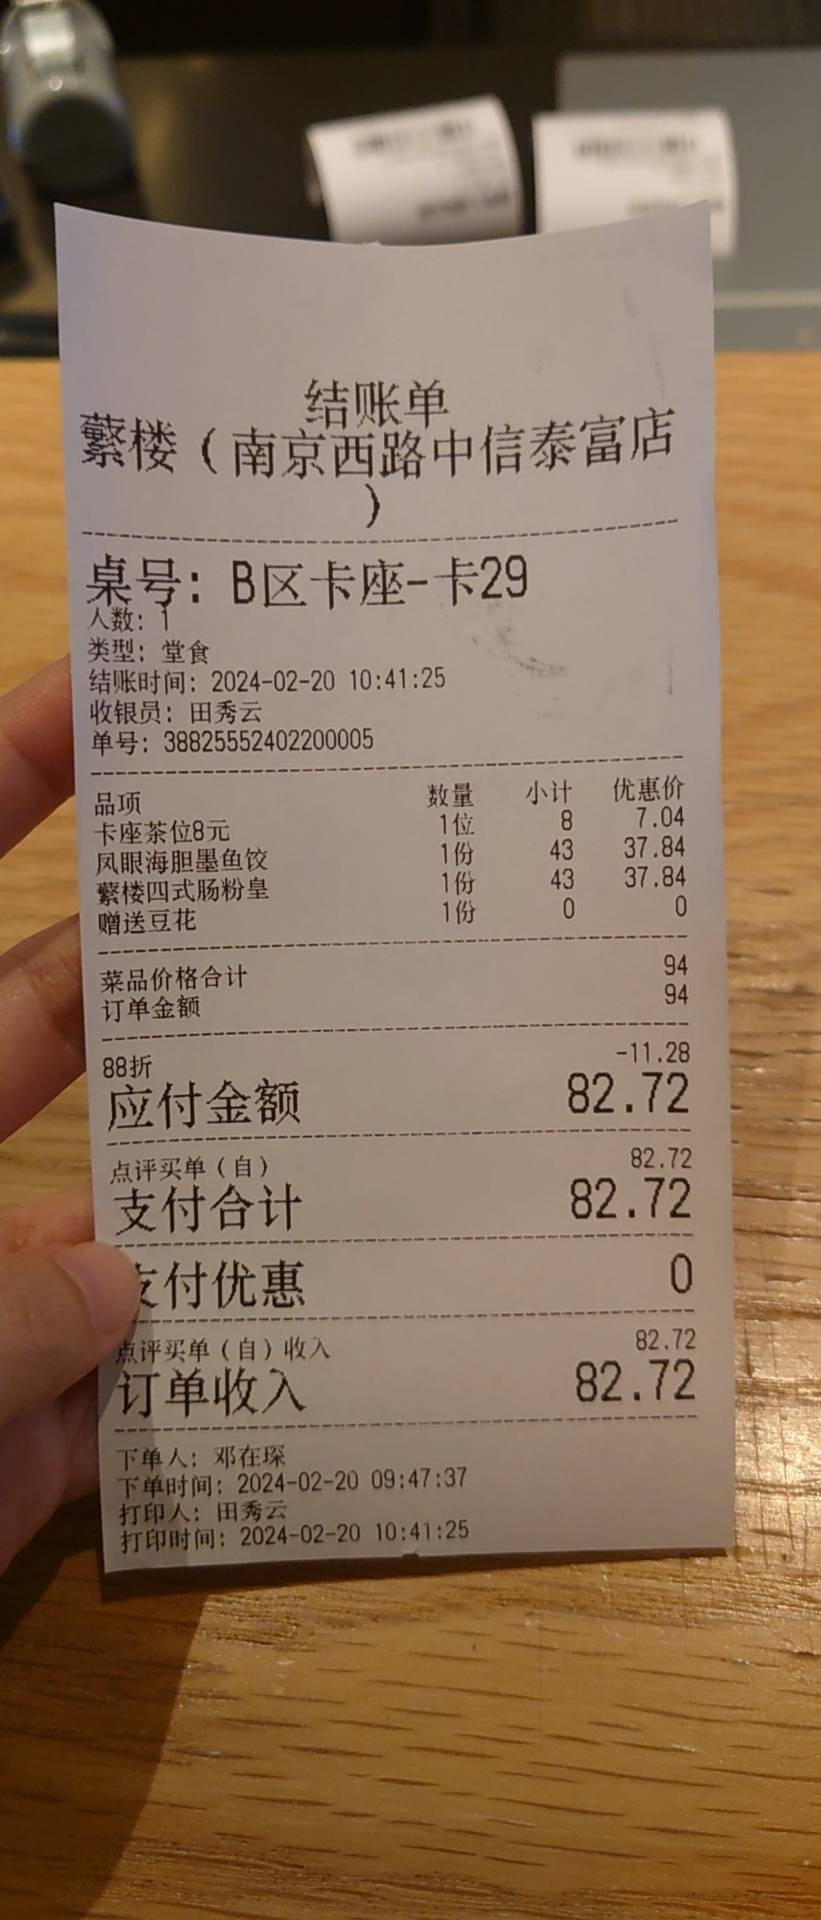 结账单
蘩楼（南京西路中信泰富店
）
桌号：B区卡座-卡29
人数：1
类型：堂食
结账时间：2024-02-20 10:41:25
收银员：田秀云
单号：38825552402200005
品项 数量 小计 优惠价
卡座茶位8元 1位 8 7.04
凤眼海胆墨鱼饺 1份 43 37.84
蘩楼四式肠粉皇 1份 43 37.84
赠送豆花 1份 0 0
菜品价格合计 94
订单金额 94
88折 -11.28
应付金额 82.72
点评买单（自） 82.72
支付合计 82.72
支付优惠 0
点评买单（自）收入 82.72
订单收入 82.72
下单人：邓在琛
下单时间：2024-02-20 09:47:37
打印人：田秀云
打印时间：2024-02-20 10:41:25